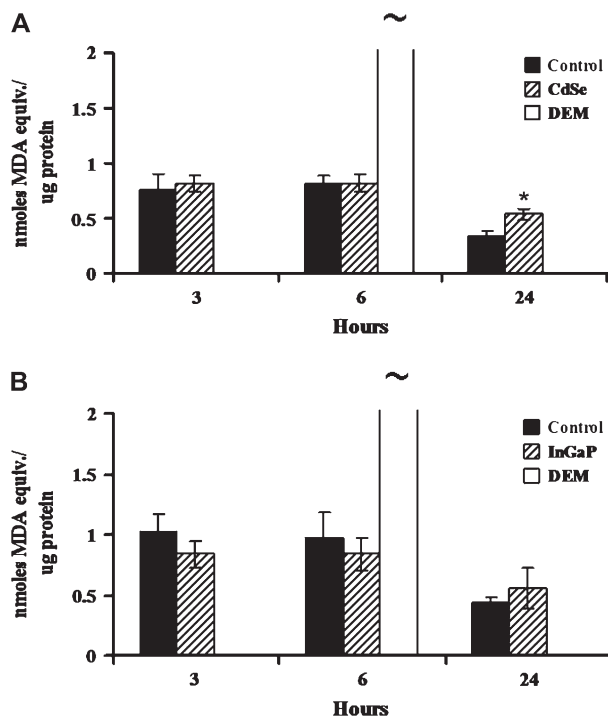 A
~
2
Control
CdSe
DEM
1.5
1
0.5
0
*
nmoles MDA equiv./
ug protein
3 6 24
Hours
B
~
2
Control
InGaP
DEM
1.5
1
0.5
0
nmoles MDA equiv./
ug protein
3 6 24
Hours